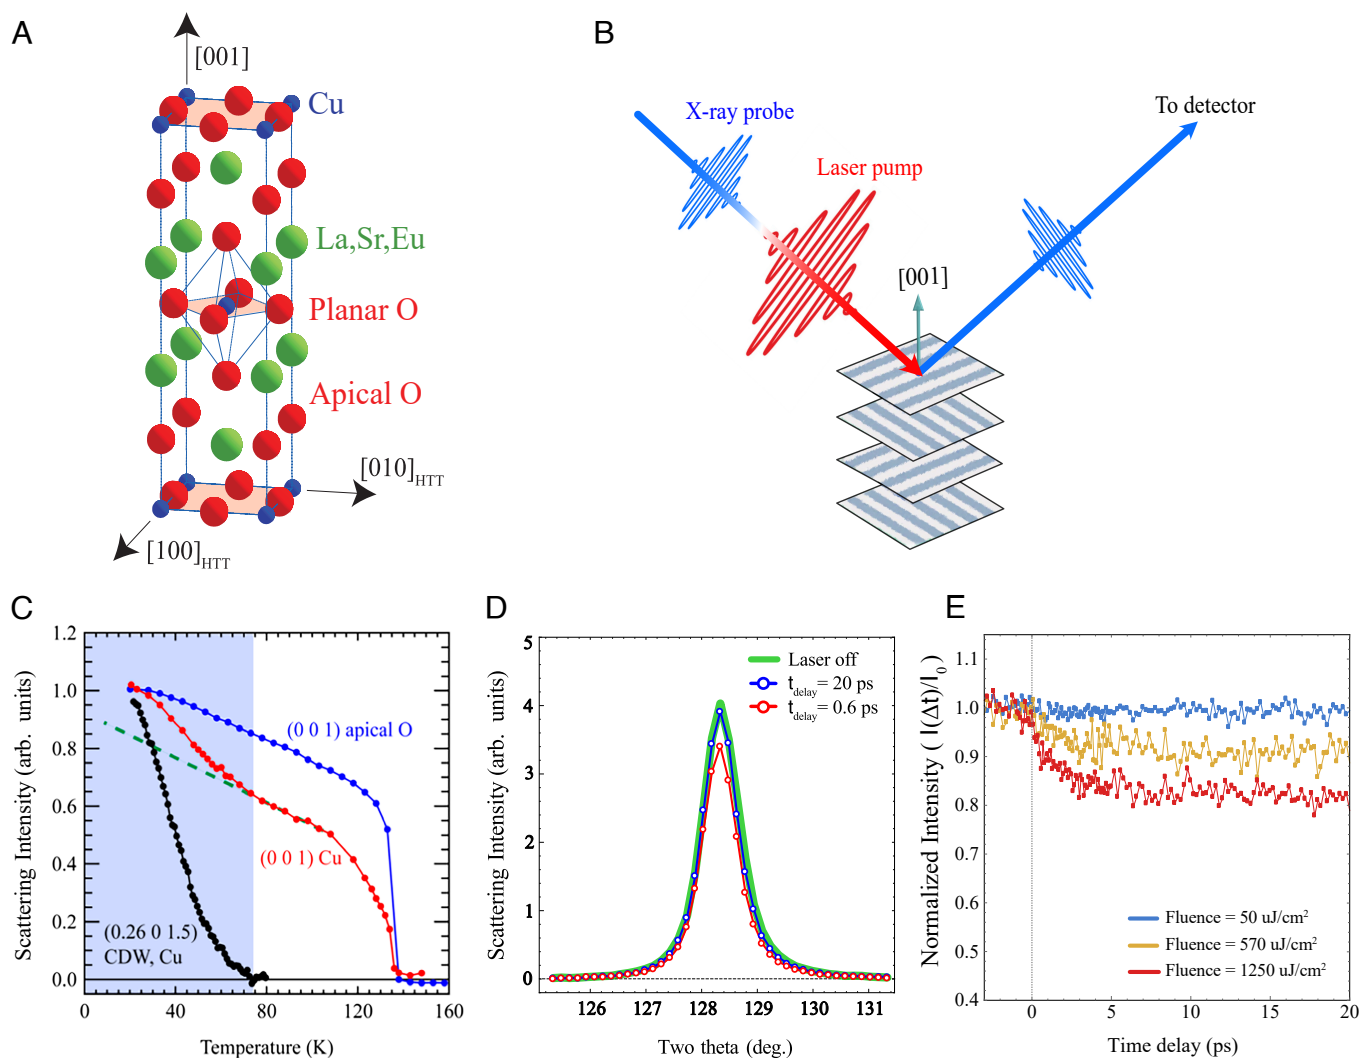 A
[001]
Cu
La,Sr,Eu
Planar O
Apical O
[010]HTT
[100]HTT
B
X-ray probe
To detector
Laser pump
[001]
C
Scattering Intensity (arb. units)
1.2
1.0
0.8
0.6
0.4
0.2
0.0
(0 0 1) apical O
(0 0 1) Cu
(0.26 0 1.5)
CDW, Cu
0
40
80
120
160
Temperature (K)
D
Scattering Intensity (arb. units)
5
4
3
2
1
0
Laser off
tdelay= 20 ps
tdelay= 0.6 ps
126
127
128
129
130
131
Two theta (deg.)
E
Normalized Intensity ( I(Δt)/I0)
1.1
1.0
0.9
0.8
0.7
0.6
0.5
0.4
Fluence = 50 uJ/cm²
Fluence = 570 uJ/cm²
Fluence = 1250 uJ/cm²
0
5
10
15
20
Time delay (ps)